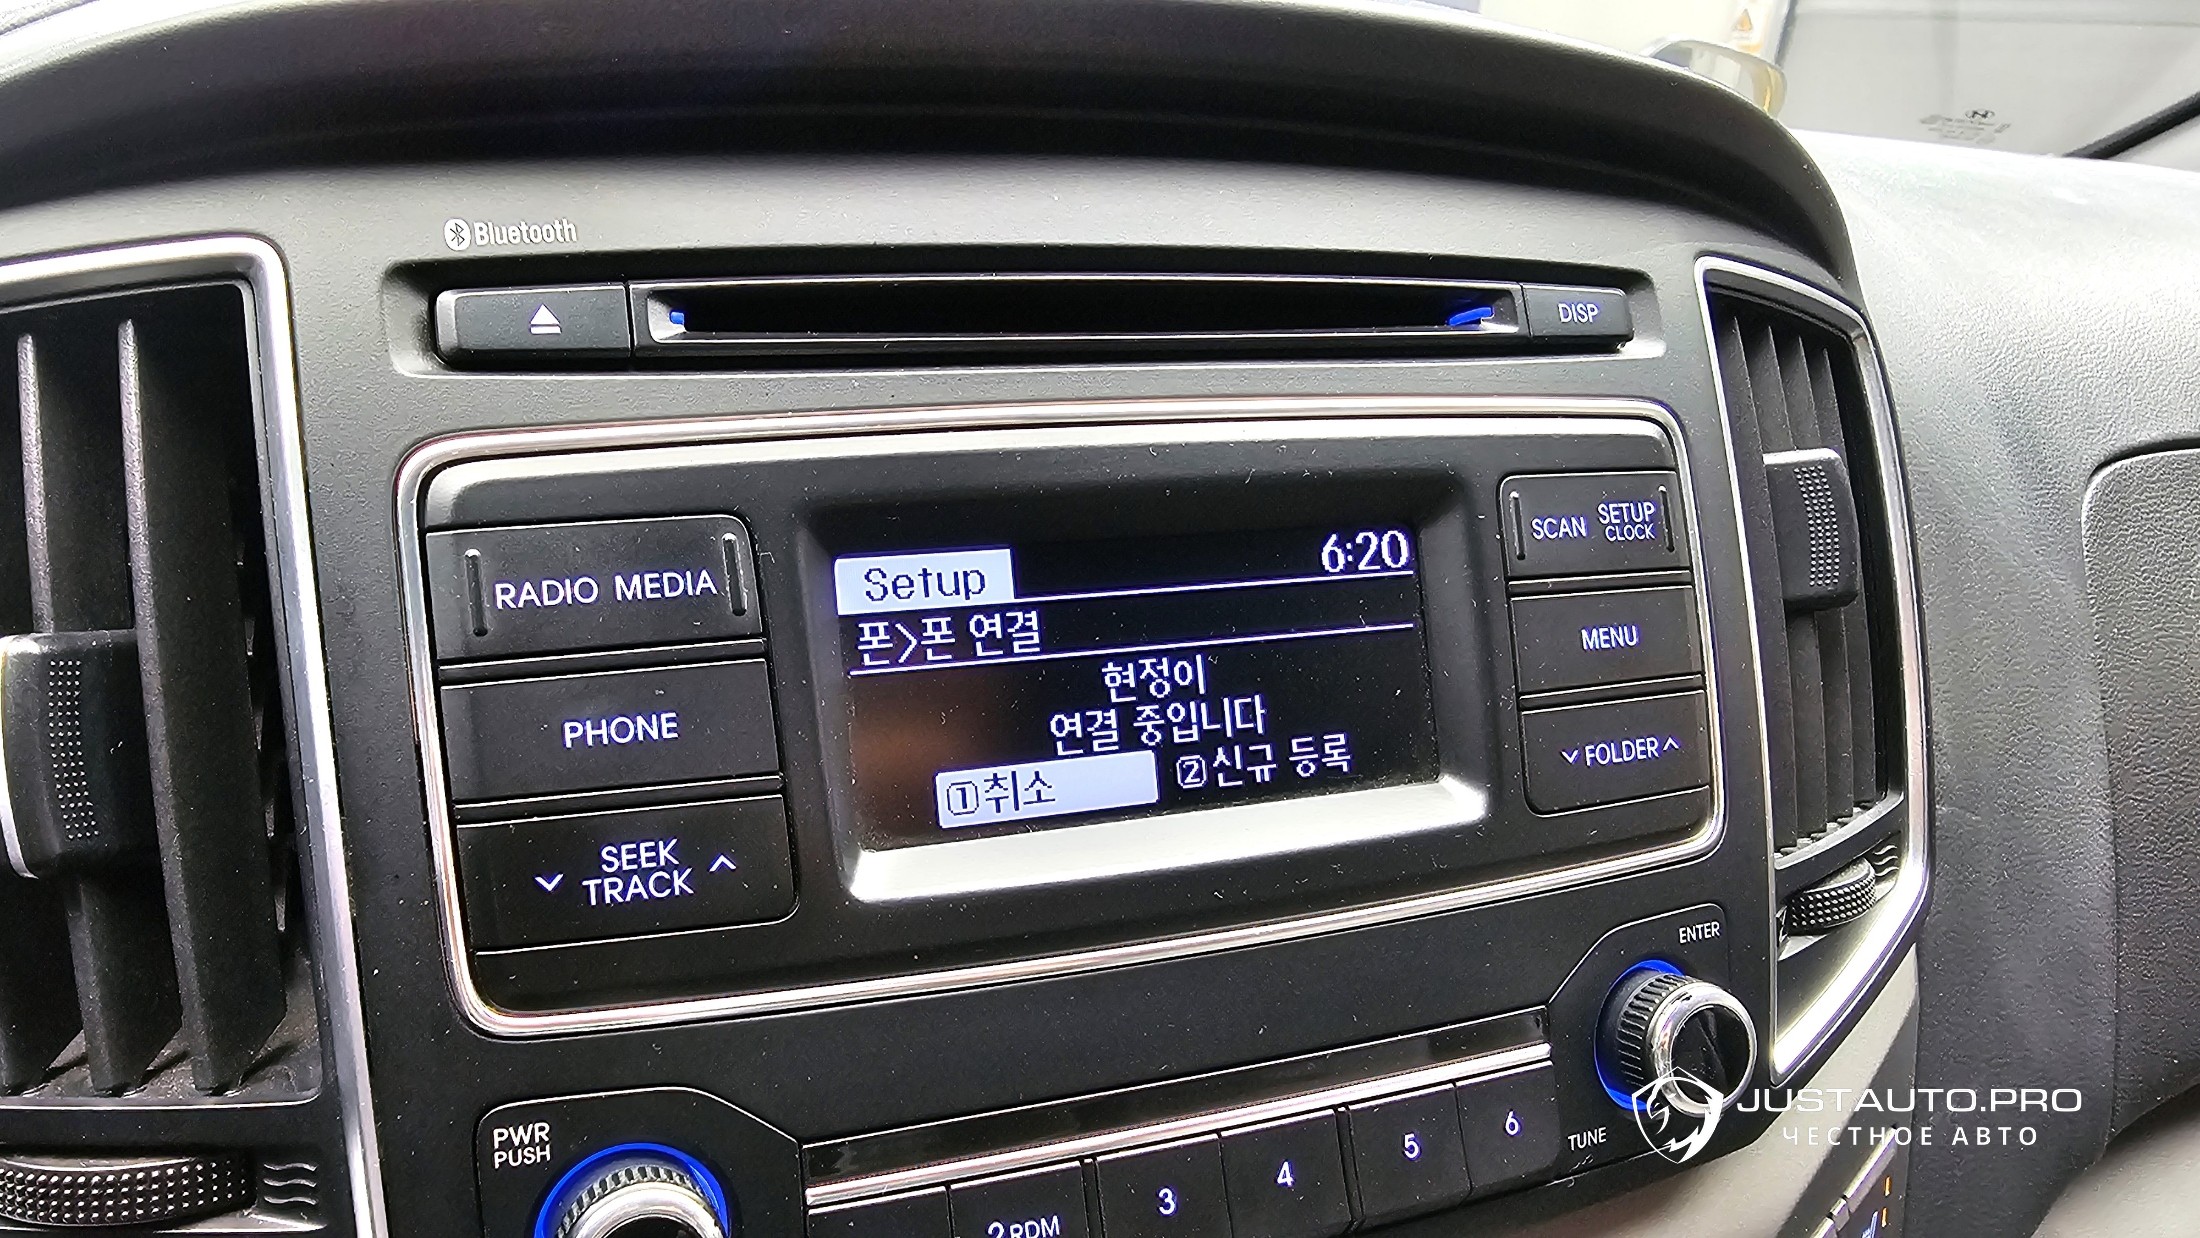 Bluetooth
DISP
RADIO MEDIA
SCAN SETUP CLOCK
Setup 6:20
폰>폰 연결
현정이
연결 중입니다
①취소 ②신규 등록
PHONE
MENU
FOLDER
SEEK
TRACK
ENTER
PWR
PUSH
2 RDM 3 4 5 6
TUNE
JUSTAUTO.PRO
ЧЕСТНОЕ АВТО